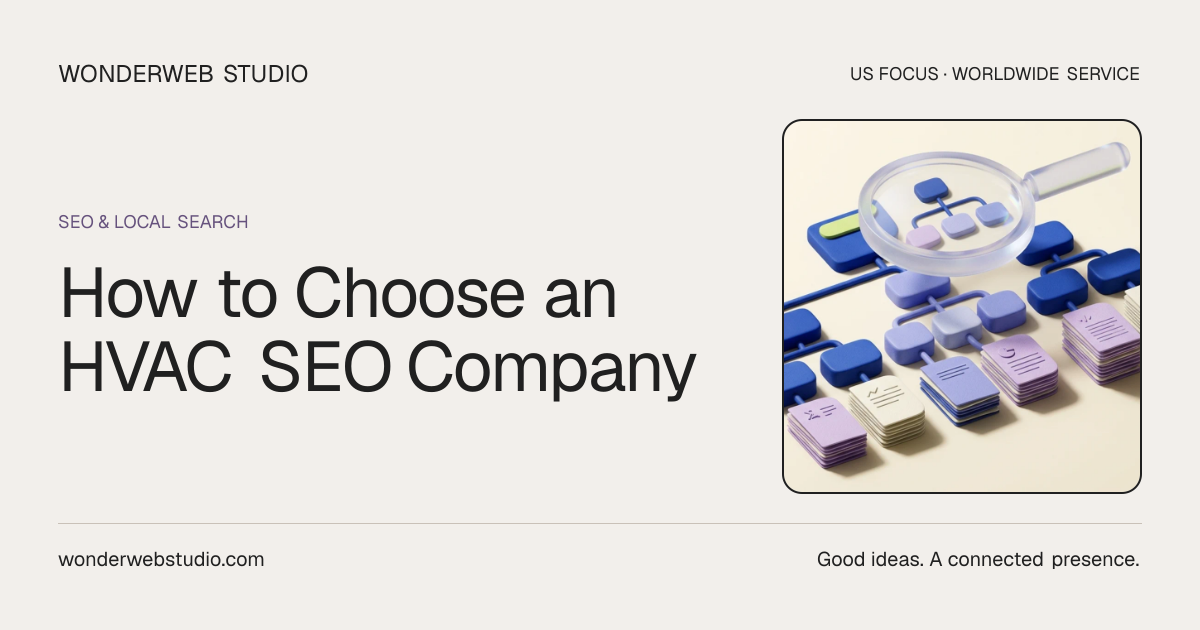 WONDERWEB STUDIO
US FOCUS · WORLDWIDE SERVICE
SEO & LOCAL SEARCH
How to Choose an
HVAC SEO Company
wonderwebstudio.com
Good ideas. A connected presence.